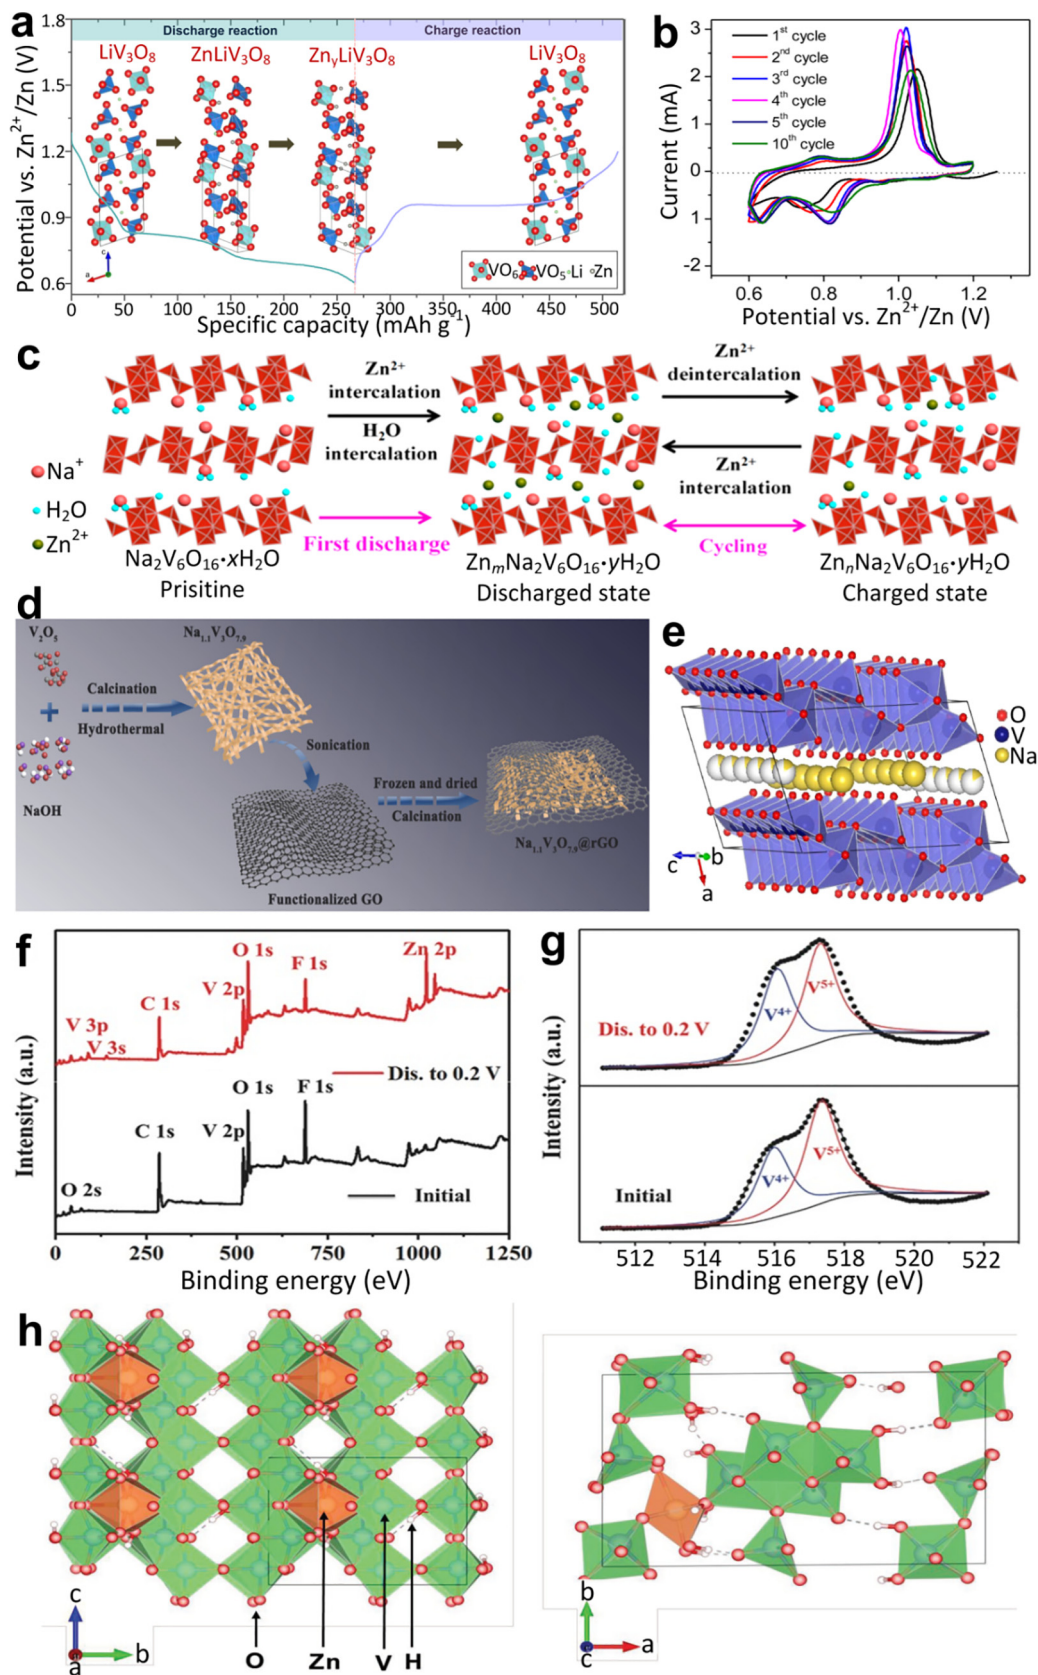 a
1.8
1.5
1.2
0.9
0.6
Potential vs. Zn²⁺/Zn (V)
Discharge reaction
Charge reaction
LiV₃O₈
ZnLiV₃O₈
ZnᵧLiV₃O₈
LiV₃O₈
c
a
VO₆ VO₅ Li Zn
0 50 100 150 200 250 300 350 400 450 500
Specific capacity (mAh g⁻¹)
b
3
2
1
0
1
-2
Current (mA)
1ˢᵗ cycle
2ⁿᵈ cycle
3ʳᵈ cycle
4ᵗʰ cycle
5ᵗʰ cycle
10ᵗʰ cycle
0.6 0.8 1.0 1.2
Potential vs. Zn²⁺/Zn (V)
c
Zn²⁺
intercalation
H₂O
intercalation
Zn²⁺
deintercalation
Zn²⁺
intercalation
Na⁺
H₂O
Zn²⁺
First discharge
Cycling
Na₂V₆O₁₆·xH₂O
Prisitine
ZnₘNa₂V₆O₁₆·yH₂O
Discharged state
ZnₙNa₂V₆O₁₆·yH₂O
Charged state
d
V₂O₅
+
NaOH
Calcination
Hydrothermal
Na₁.₁V₃O₇.₉
Sonication
Functionalized GO
Frozen and dried
Calcination
Na₁.₁V₃O₇.₉@rGO
e
O
V
Na
c
b
a
f
Intensity (a.u.)
V 3p
V 3s
C 1s
V 2p
O 1s
F 1s
Zn 2p
Dis. to 0.2 V
O 2s
C 1s
V 2p
O 1s
F 1s
Initial
0 250 500 750 1000 1250
Binding energy (eV)
g
Intensity (a.u.)
Dis. to 0.2 V
V⁴⁺
V⁵⁺
Initial
V⁴⁺
V⁵⁺
512 514 516 518 520 522
Binding energy (eV)
h
c
a
b
O
Zn
V
H
b
c
a